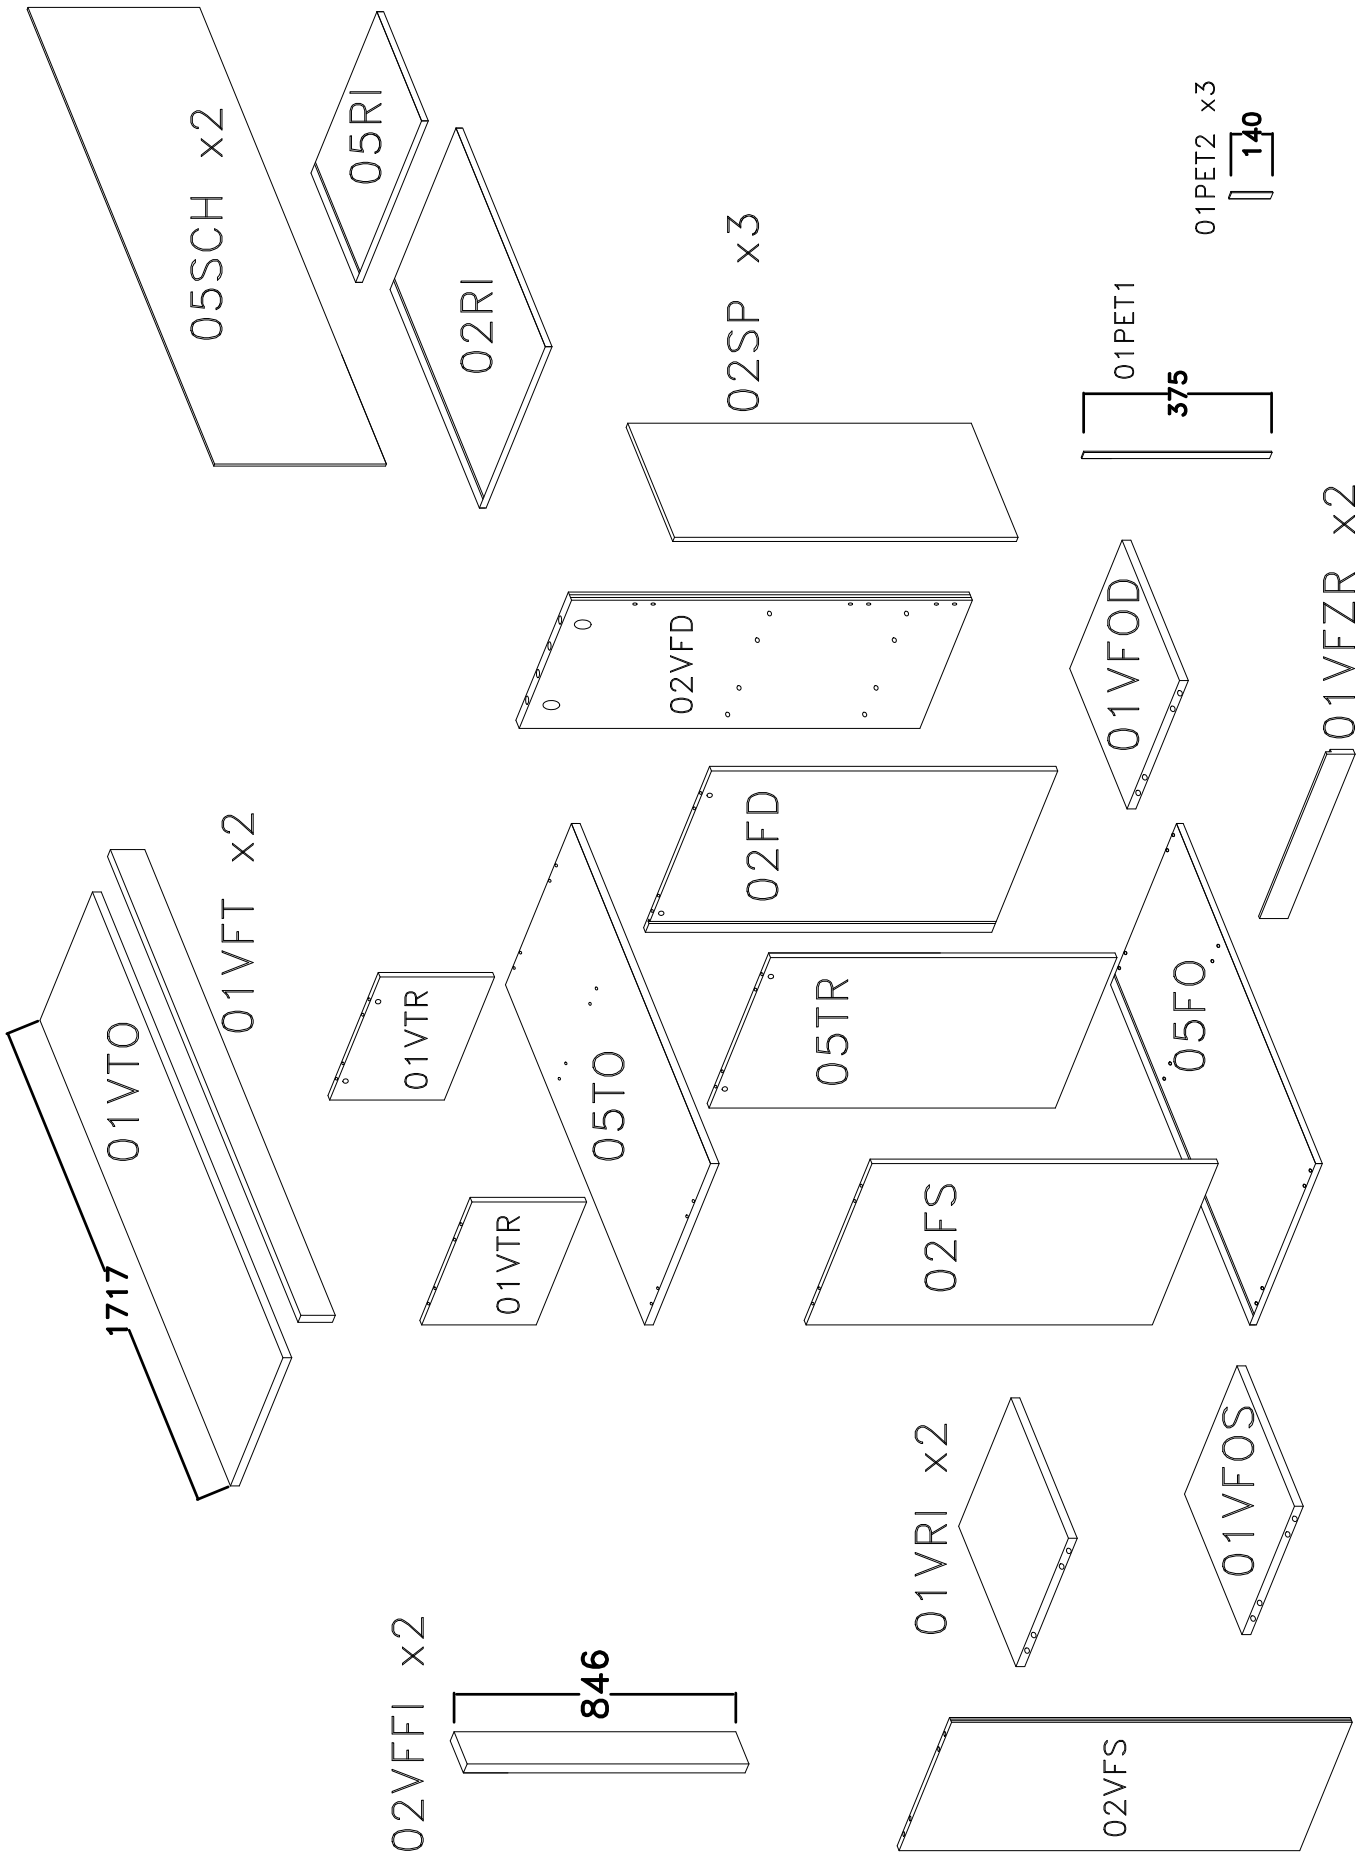 05SCH x2
05RI
02RI
01PET2 x3
140
02SP x3
01PET1
375
02VFD
01VFOD
01VFZR x2
01VFT x2
01VTO
1717
01VTR
02FD
05TO
05TR
05FO
01VTR
02FS
01VRI x2
01VFOS
02VFFI x2
846
02VFS